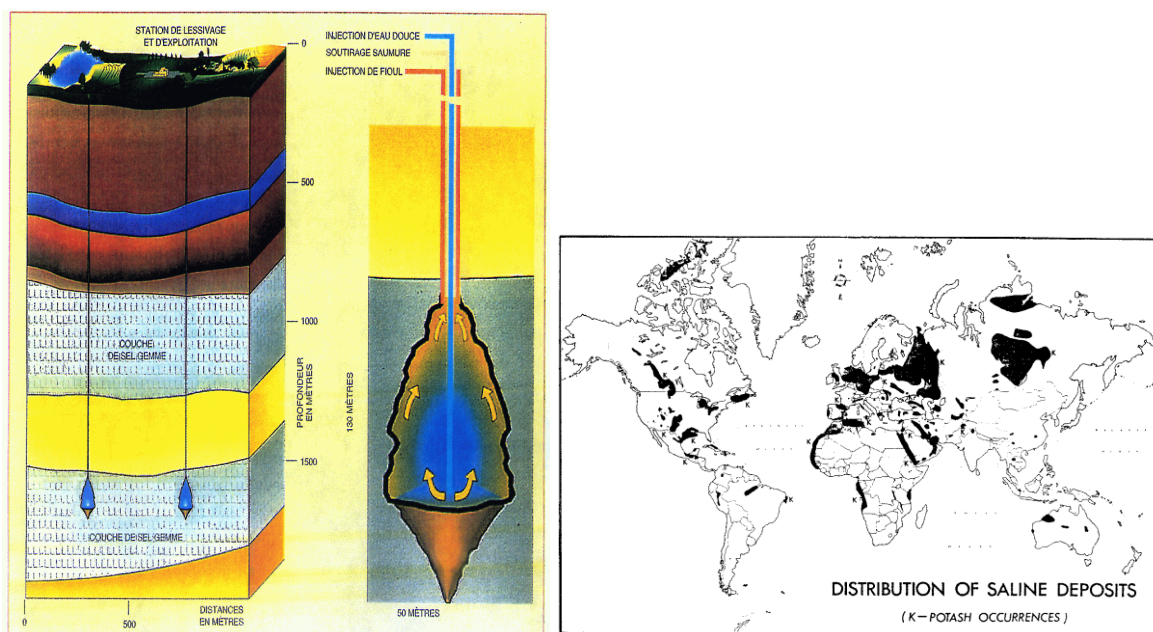 STATION DE LESSIVAGE
ET D'EXPLOITATION
0
500
1000
1500
PROFONDEUR
EN MÈTRES
COUCHE
DE SEL GEMME
COUCHE DE SEL GEMME
0
500
DISTANCES
EN MÈTRES
INJECTION D'EAU DOUCE
SOUTIRAGE SAUMURE
INJECTION DE FIOUL
130 MÈTRES
50 MÈTRES
K
K
K
K
K
K
K
K
K
DISTRIBUTION OF SALINE DEPOSITS
(K—POTASH OCCURRENCES)